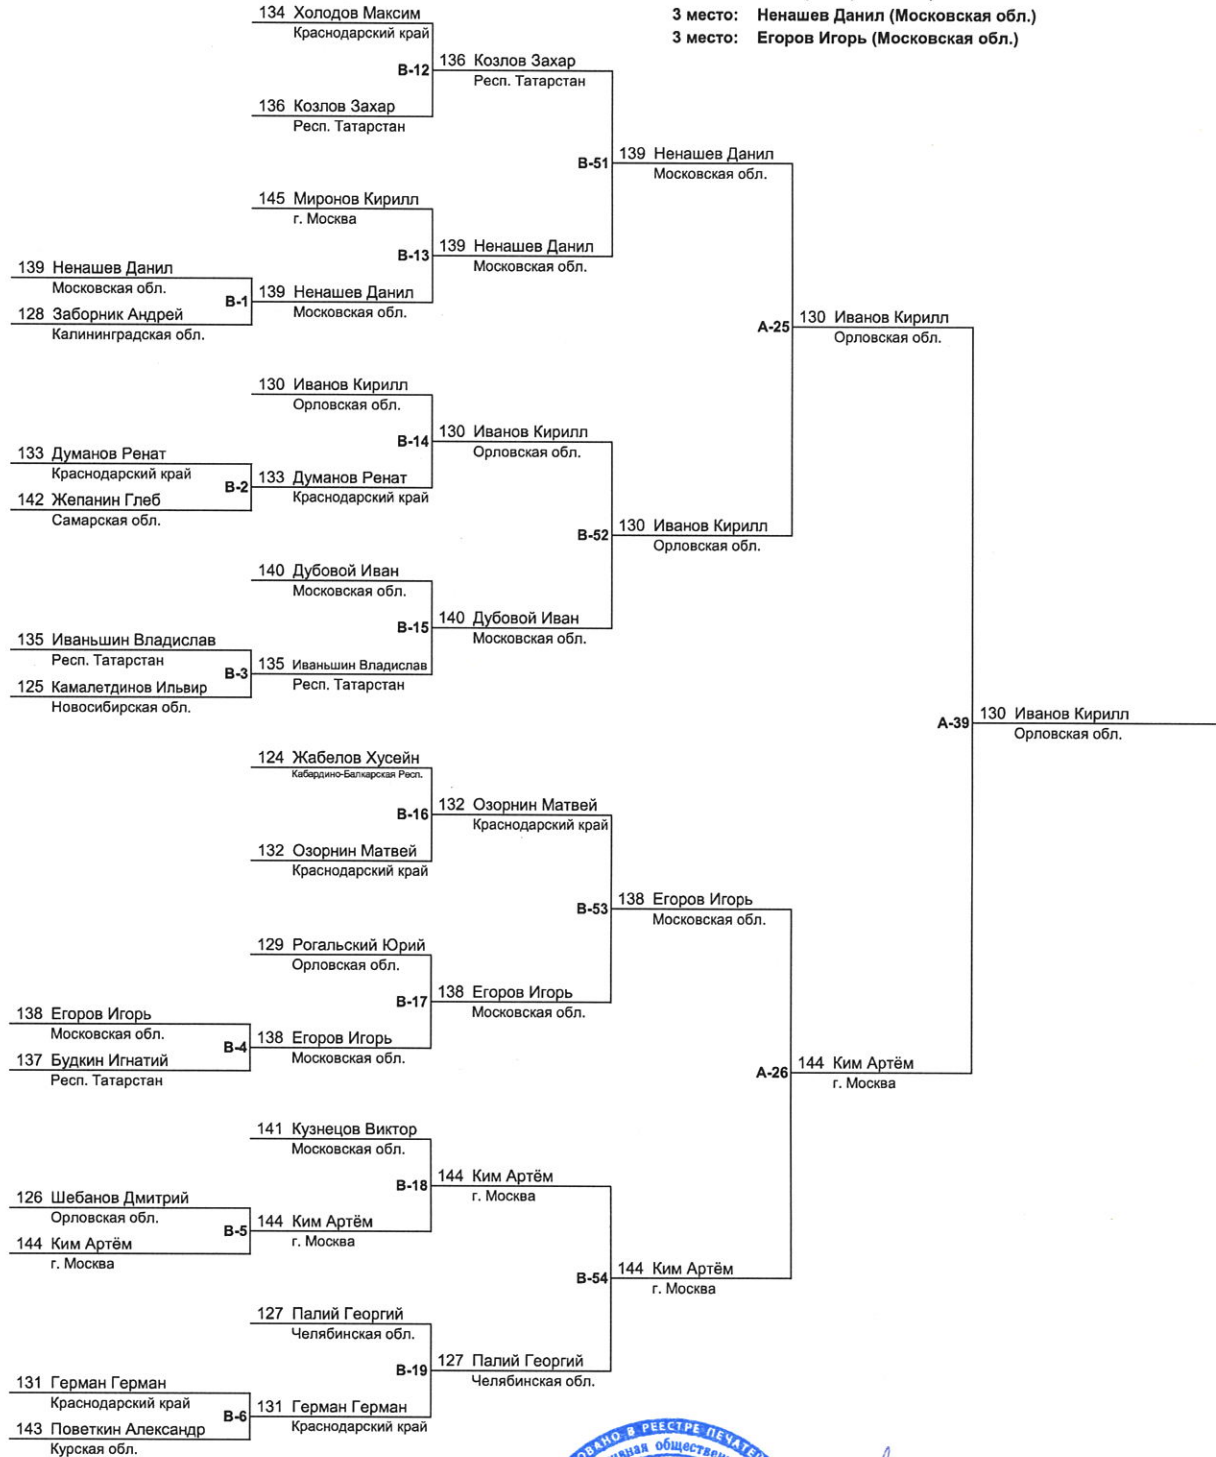 3 место: Ненашев Данил (Московская обл.)
3 место: Егоров Игорь (Московская обл.)
134 Холодов Максим
Краснодарский край
В-12
136 Козлов Захар
Респ. Татарстан
136 Козлов Захар
Респ. Татарстан
В-51
139 Ненашев Данил
Московская обл.
145 Миронов Кирилл
г. Москва
В-13
139 Ненашев Данил
Московская обл.
139 Ненашев Данил
Московская обл.
В-1
139 Ненашев Данил
Московская обл.
128 Заборник Андрей
Калининградская обл.
А-25
130 Иванов Кирилл
Орловская обл.
130 Иванов Кирилл
Орловская обл.
В-14
130 Иванов Кирилл
Орловская обл.
133 Думанов Ренат
Краснодарский край
В-2
133 Думанов Ренат
Краснодарский край
142 Жепанин Глеб
Самарская обл.
В-52
130 Иванов Кирилл
Орловская обл.
140 Дубовой Иван
Московская обл.
В-15
140 Дубовой Иван
Московская обл.
135 Иваньшин Владислав
Респ. Татарстан
В-3
135 Иваньшин Владислав
Респ. Татарстан
125 Камалетдинов Ильвир
Новосибирская обл.
А-39
130 Иванов Кирилл
Орловская обл.
124 Жабелов Хусейн
Кабардино-Балкарская Респ.
В-16
132 Озорнин Матвей
Краснодарский край
132 Озорнин Матвей
Краснодарский край
В-53
138 Егоров Игорь
Московская обл.
129 Рогальский Юрий
Орловская обл.
В-17
138 Егоров Игорь
Московская обл.
138 Егоров Игорь
Московская обл.
В-4
138 Егоров Игорь
Московская обл.
137 Будкин Игнатий
Респ. Татарстан
А-26
144 Ким Артём
г. Москва
141 Кузнецов Виктор
Московская обл.
В-18
144 Ким Артём
г. Москва
126 Шебанов Дмитрий
Орловская обл.
В-5
144 Ким Артём
г. Москва
144 Ким Артём
г. Москва
В-54
144 Ким Артём
г. Москва
127 Палий Георгий
Челябинская обл.
В-19
127 Палий Георгий
Челябинская обл.
131 Герман Герман
Краснодарский край
В-6
131 Герман Герман
Краснодарский край
143 Поветкин Александр
Курская обл.
В РЕЕСТРЕ